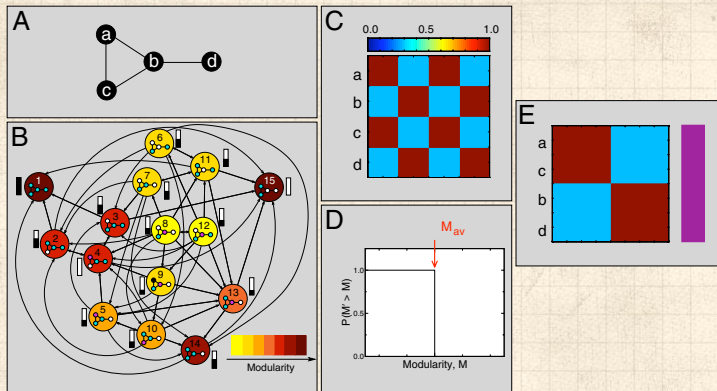 A
a
b
d
c
B
6
11
1
7
15
3
8
12
2
4
9
13
5
10
14
Modularity
C
0.0 0.5 1.0
a
b
c
d
D
M_av
1.0
0.5
0.0
P(M' > M)
Modularity, M
E
a
c
b
d